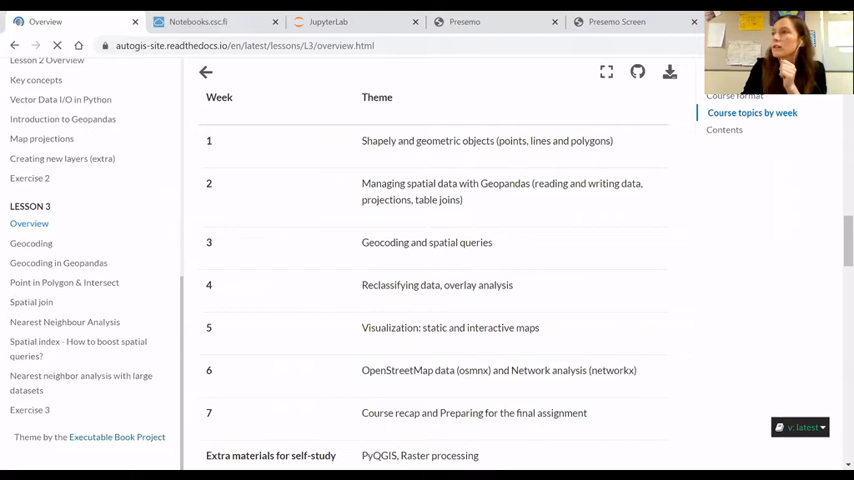 Overview
Notebooks.csc.fi
JupyterLab
Presemo
Presemo Screen
autogis-site.readthedocs.io/en/latest/lessons/L3/overview.html
Lesson 2 Overview
Key concepts
Vector Data I/O in Python
Introduction to Geopandas
Map projections
Creating new layers (extra)
Exercise 2
LESSON 3
Overview
Geocoding
Geocoding in Geopandas
Point in Polygon & Intersect
Spatial join
Nearest Neighbour Analysis
Spatial index - How to boost spatial
queries?
Nearest neighbor analysis with large
datasets
Exercise 3
Theme by the Executable Book Project
Week Theme
1 Shapely and geometric objects (points, lines and polygons)
2 Managing spatial data with Geopandas (reading and writing data,
projections, table joins)
3 Geocoding and spatial queries
4 Reclassifying data, overlay analysis
5 Visualization: static and interactive maps
6 OpenStreetMap data (osmnx) and Network analysis (networkx)
7 Course recap and Preparing for the final assignment
Extra materials for self-study PyQGIS, Raster processing
Course format
Course topics by week
Contents
v: latest